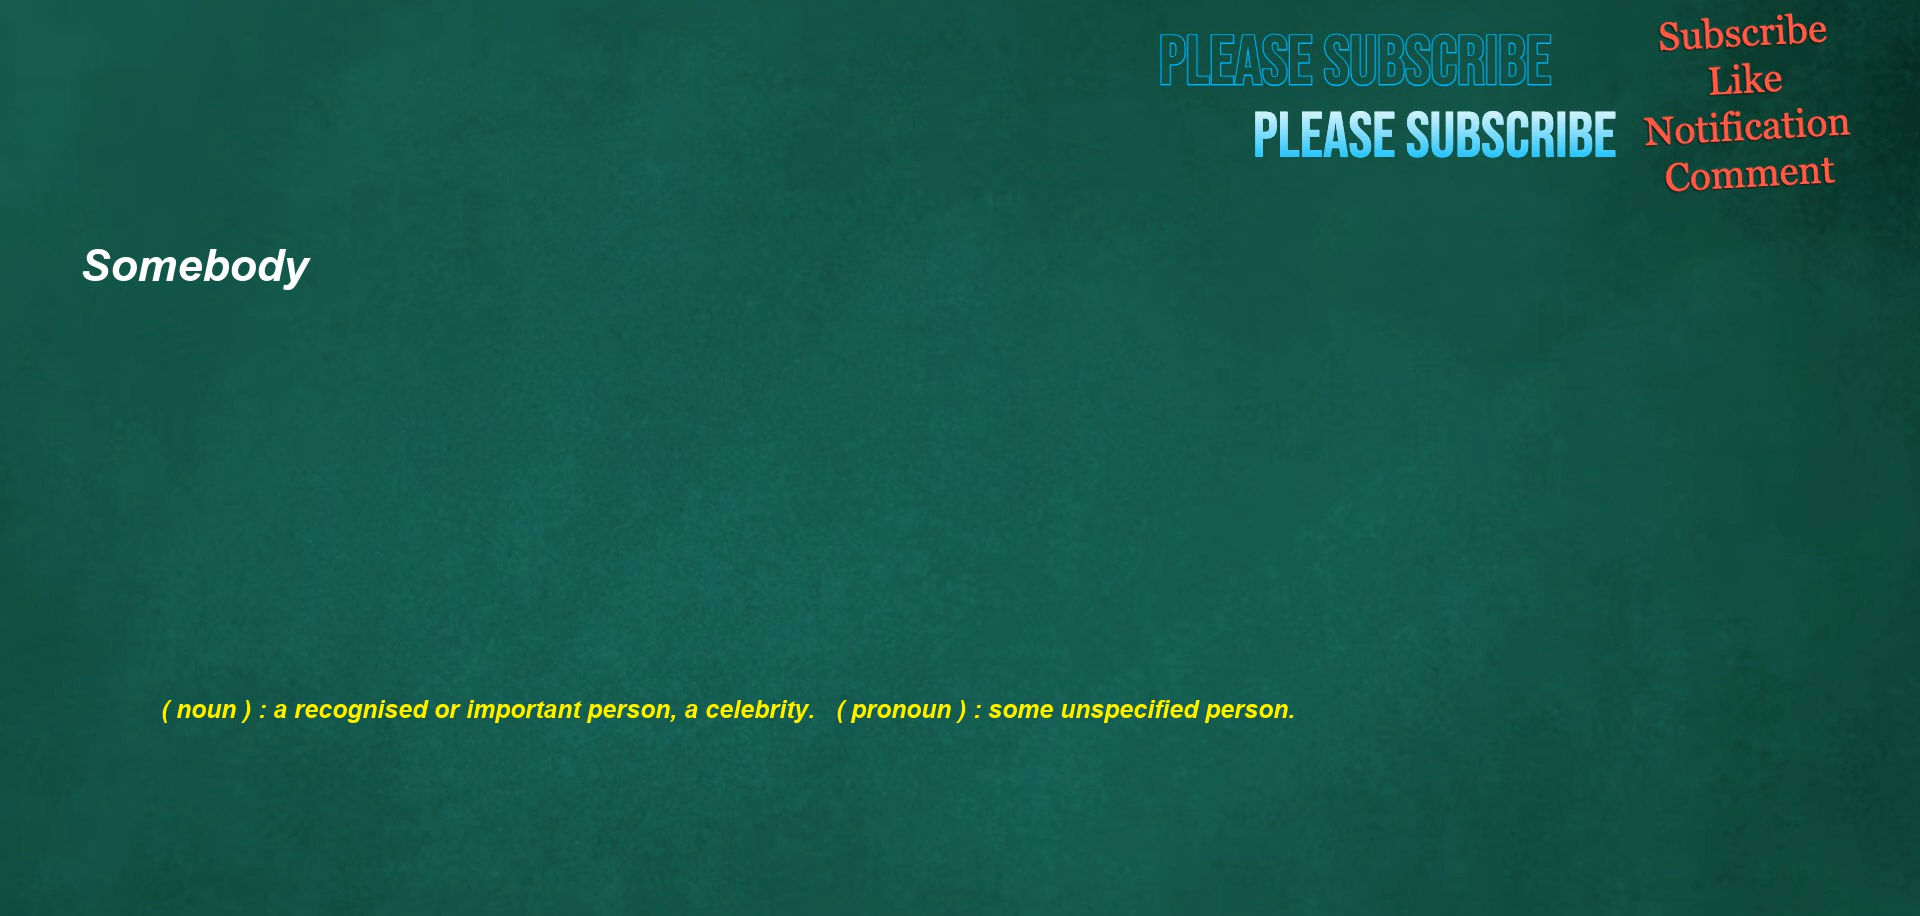 PLEASE SUBSCRIBE
PLEASE SUBSCRIBE
Subscribe
Like
Notification
Comment
Somebody
( noun ) : a recognised or important person, a celebrity. ( pronoun ) : some unspecified person.